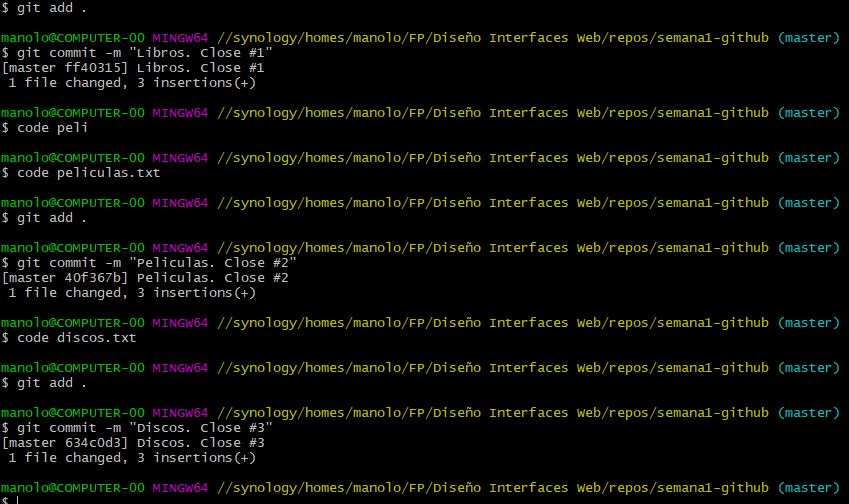 $ git add .
manolo@COMPUTER-00 MINGW64 //synology/homes/manolo/FP/Diseño Interfaces Web/repos/semana1-github (master)
$ git commit -m "Libros. Close #1"
[master ff40315] Libros. Close #1
 1 file changed, 3 insertions(+)
manolo@COMPUTER-00 MINGW64 //synology/homes/manolo/FP/Diseño Interfaces Web/repos/semana1-github (master)
$ code peli
manolo@COMPUTER-00 MINGW64 //synology/homes/manolo/FP/Diseño Interfaces Web/repos/semana1-github (master)
$ code peliculas.txt
manolo@COMPUTER-00 MINGW64 //synology/homes/manolo/FP/Diseño Interfaces Web/repos/semana1-github (master)
$ git add .
manolo@COMPUTER-00 MINGW64 //synology/homes/manolo/FP/Diseño Interfaces Web/repos/semana1-github (master)
$ git commit -m "Peliculas. Close #2"
[master 40f367b] Peliculas. Close #2
 1 file changed, 3 insertions(+)
manolo@COMPUTER-00 MINGW64 //synology/homes/manolo/FP/Diseño Interfaces Web/repos/semana1-github (master)
$ code discos.txt
manolo@COMPUTER-00 MINGW64 //synology/homes/manolo/FP/Diseño Interfaces Web/repos/semana1-github (master)
$ git add .
manolo@COMPUTER-00 MINGW64 //synology/homes/manolo/FP/Diseño Interfaces Web/repos/semana1-github (master)
$ git commit -m "Discos. Close #3"
[master 634c0d3] Discos. Close #3
 1 file changed, 3 insertions(+)
manolo@COMPUTER-00 MINGW64 //synology/homes/manolo/FP/Diseño Interfaces Web/repos/semana1-github (master)
$